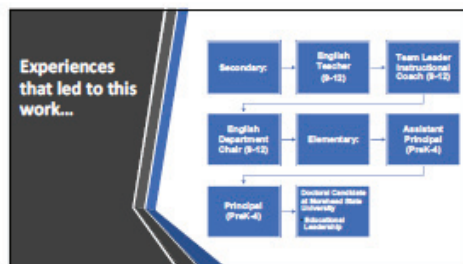 Experiences
that led to this
work...
Secondary:
English
Teacher
(9-12)
Team Leader
Instructional
Coach (9-12)
English
Department
Chair (9-12)
Elementary:
Assistant
Principal
(PreK-4)
Principal
(PreK-4)
Doctoral Candidate
at Morehead State
University
Educational
Leadership